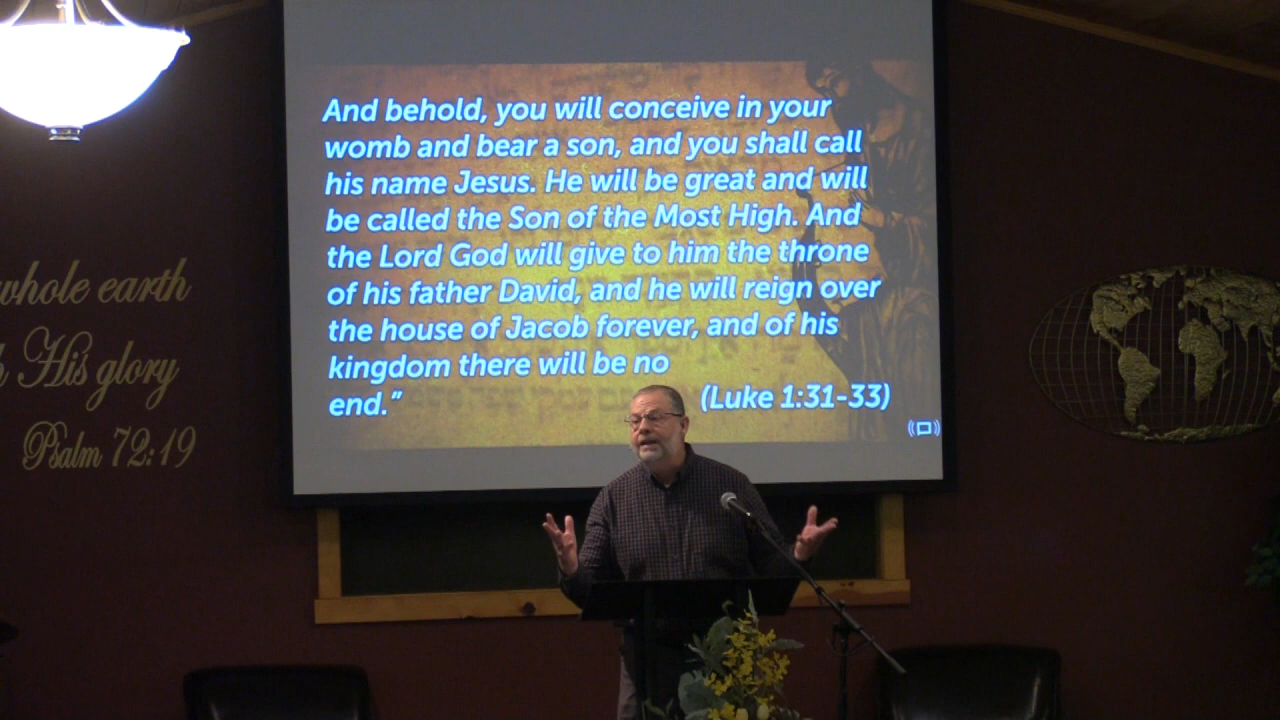 And behold, you will conceive in your
womb and bear a son, and you shall call
his name Jesus. He will be great and will
be called the Son of the Most High. And
the Lord God will give to him the throne
of his father David, and he will reign over
the house of Jacob forever, and of his
kingdom there will be no
end.” (Luke 1:31-33)
whole earth
His glory
Psalm 72:19